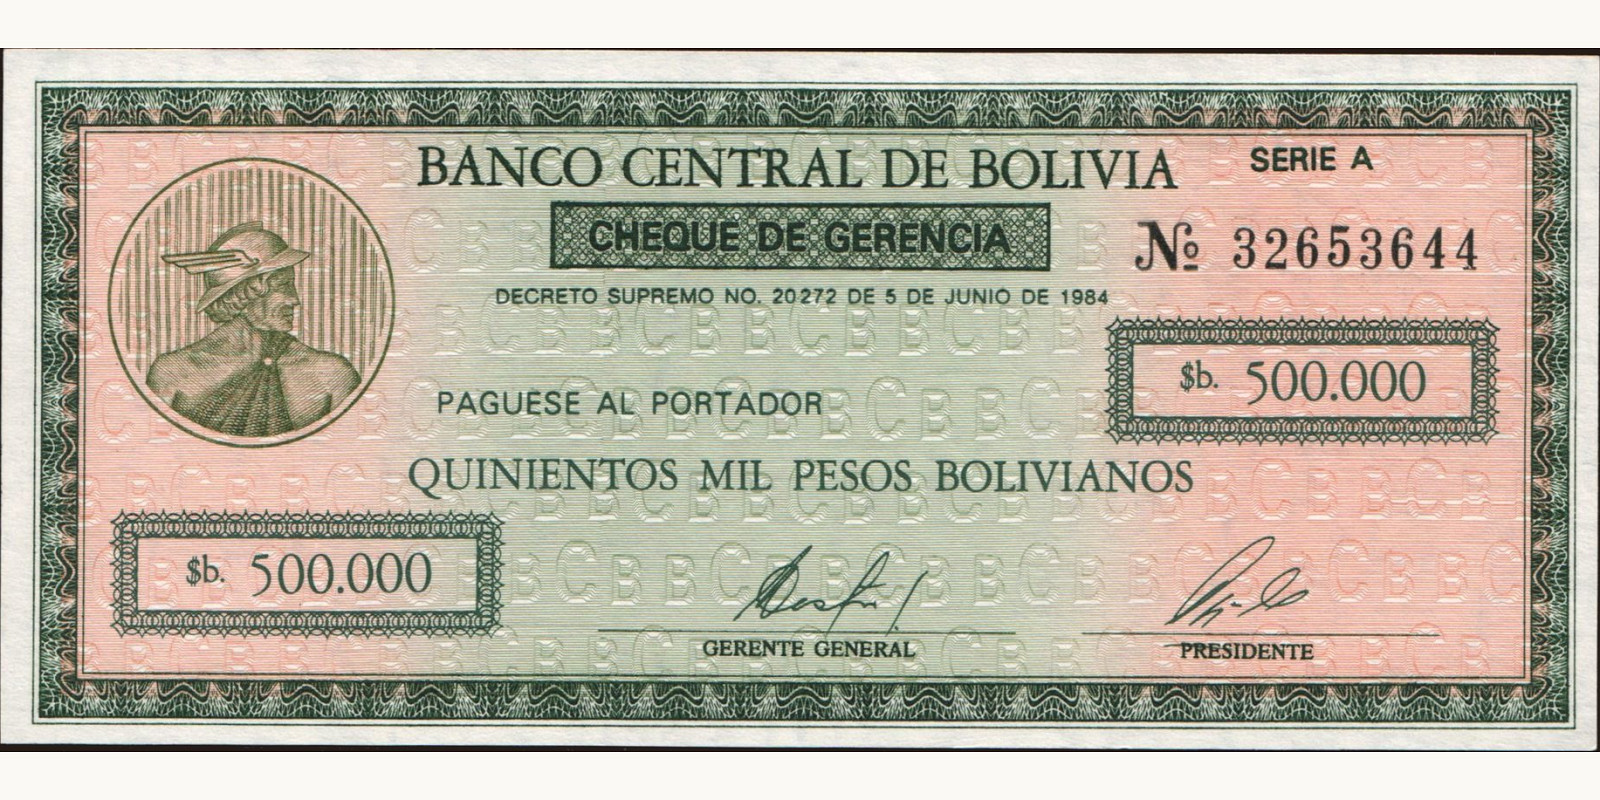 BANCO CENTRAL DE BOLIVIA
SERIE A
CHEQUE DE GERENCIA
Nº 32653644
DECRETO SUPREMO NO. 20272 DE 5 DE JUNIO DE 1984
$b. 500.000
PAGUESE AL PORTADOR
QUINIENTOS MIL PESOS BOLIVIANOS
$b. 500.000
GERENTE GENERAL
PRESIDENTE